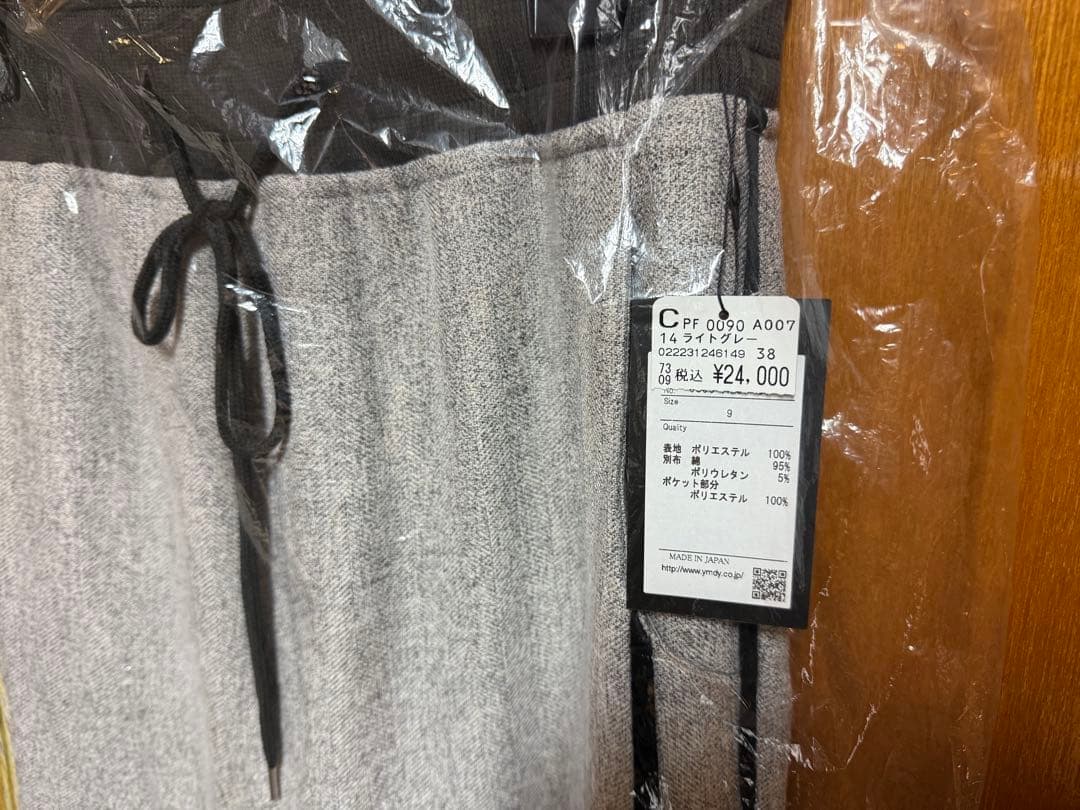 C PF 0090 A007
14 ライトグレー
022231246149 38
7309 税込 ¥24,000
Size
9
Quality
表地 ポリエステル 100%
別布 綿 95%
ポリウレタン 5%
ポケット部分
ポリエステル 100%
MADE IN JAPAN
http://www.ymdy.co.jp/